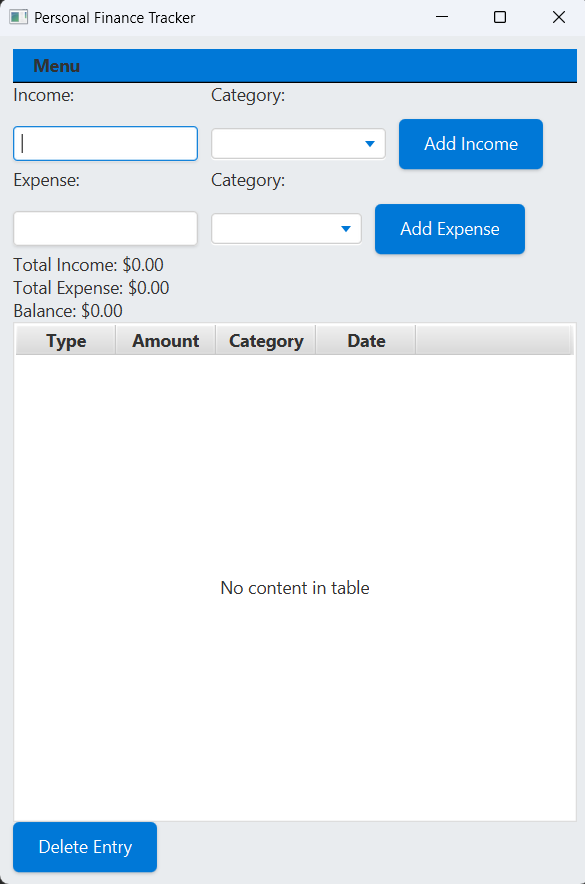 Personal Finance Tracker
Menu
Income: Category:
Add Income
Expense: Category:
Add Expense
Total Income: $0.00
Total Expense: $0.00
Balance: $0.00
Type Amount Category Date
No content in table
Delete Entry